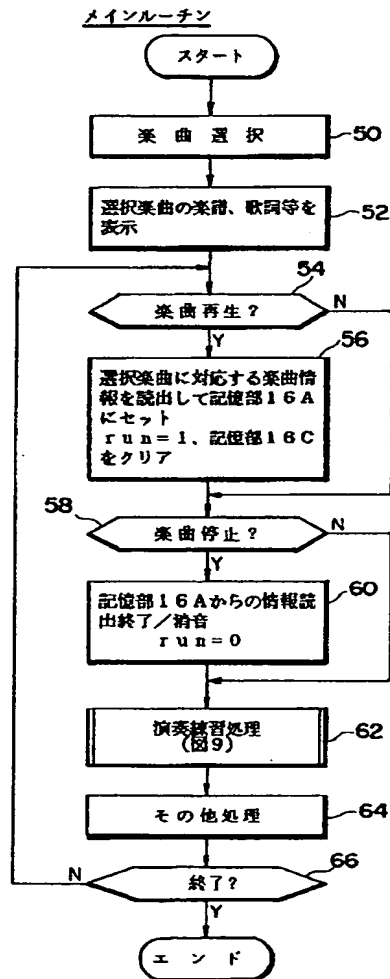 メインルーチン
スタート
楽曲選択
50
選択楽曲の楽譜、歌詞等を
表示
52
54
楽曲再生？
N
Y
56
選択楽曲に対応する楽曲情
報を読出して記憶部16A
にセット
run＝1、記憶部16C
をクリア
58
楽曲停止？
N
Y
60
記憶部16Aからの情報読
出終了／消音
run＝0
演奏練習処理
(図9)
62
その他処理
64
66
N
終了？
Y
エンド